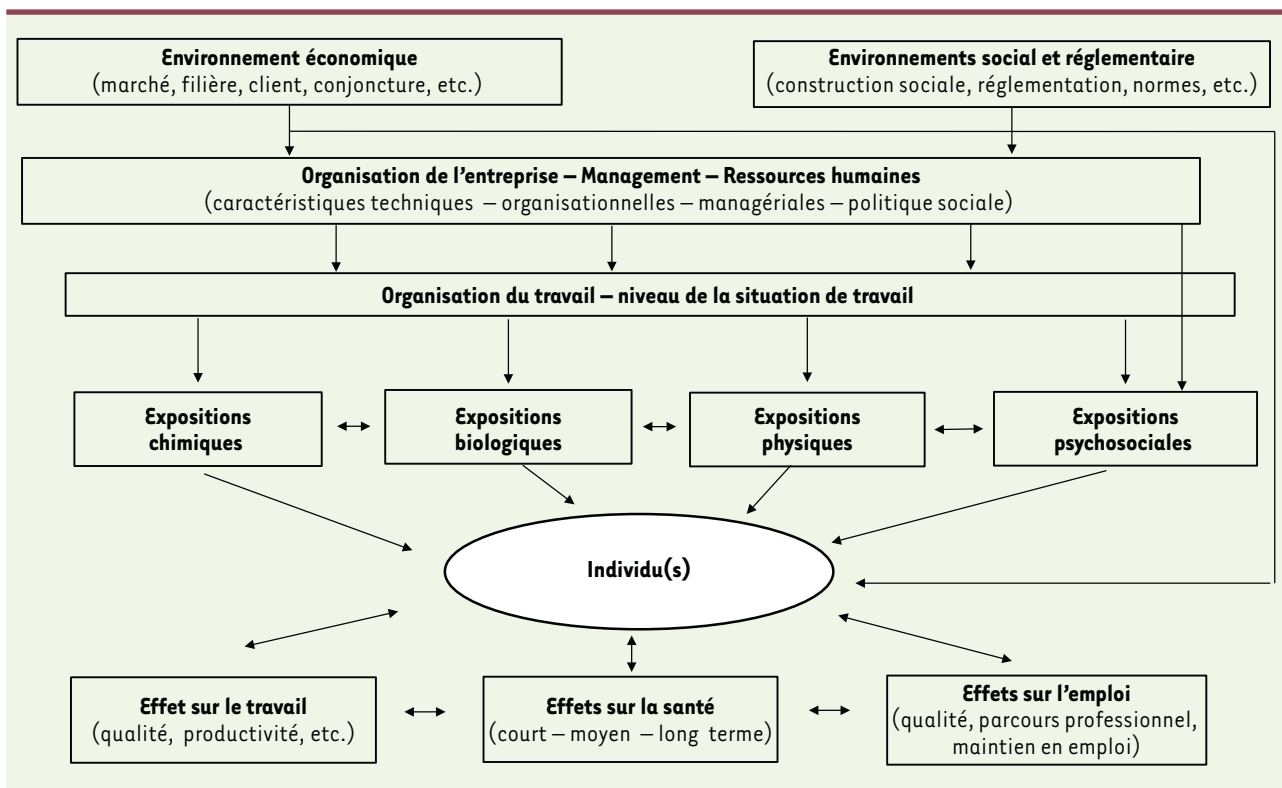 Environnement économique
(marché, filière, client, conjoncture, etc.)
Environnements social et réglementaire
(construction sociale, réglementation, normes, etc.)
Organisation de l'entreprise – Management – Ressources humaines
(caractéristiques techniques – organisationnelles – managériales – politique sociale)
Organisation du travail – niveau de la situation de travail
Expositions
chimiques
Expositions
biologiques
Expositions
physiques
Expositions
psychosociales
Individu(s)
Effet sur le travail
(qualité, productivité, etc.)
Effets sur la santé
(court – moyen – long terme)
Effets sur l'emploi
(qualité, parcours professionnel,
maintien en emploi)